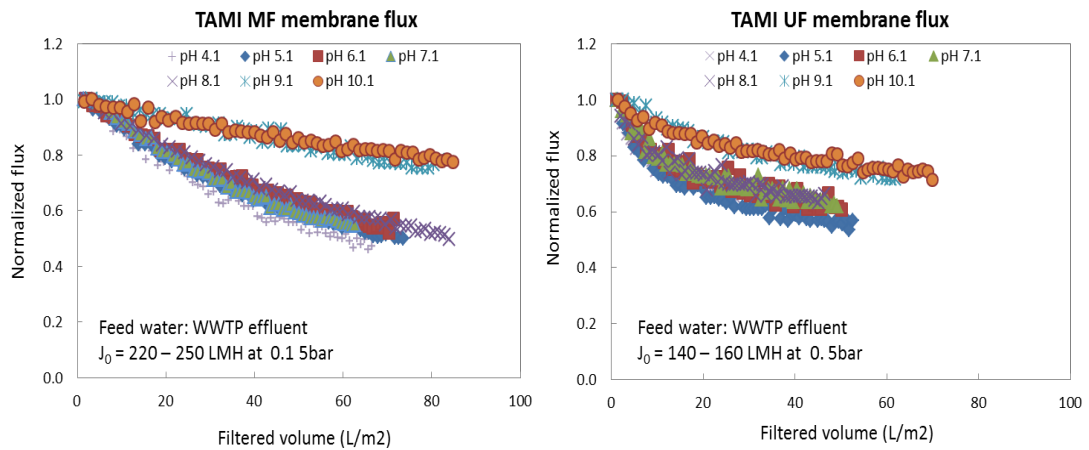 TAMI MF membrane flux
1.2
1.0
0.8
0.6
0.4
0.2
0.0
Normalized flux
pH 4.1 pH 5.1 pH 6.1 pH 7.1
pH 8.1 pH 9.1 pH 10.1
Feed water: WWTP effluent
J0 = 220 – 250 LMH at 0.1 5bar
0 20 40 60 80 100
Filtered volume (L/m2)
TAMI UF membrane flux
1.2
1.0
0.8
0.6
0.4
0.2
0.0
Normalized flux
pH 4.1 pH 5.1 pH 6.1 pH 7.1
pH 8.1 pH 9.1 pH 10.1
Feed water: WWTP effluent
J0 = 140 – 160 LMH at 0. 5bar
0 20 40 60 80 100
Filtered volume (L/m2)